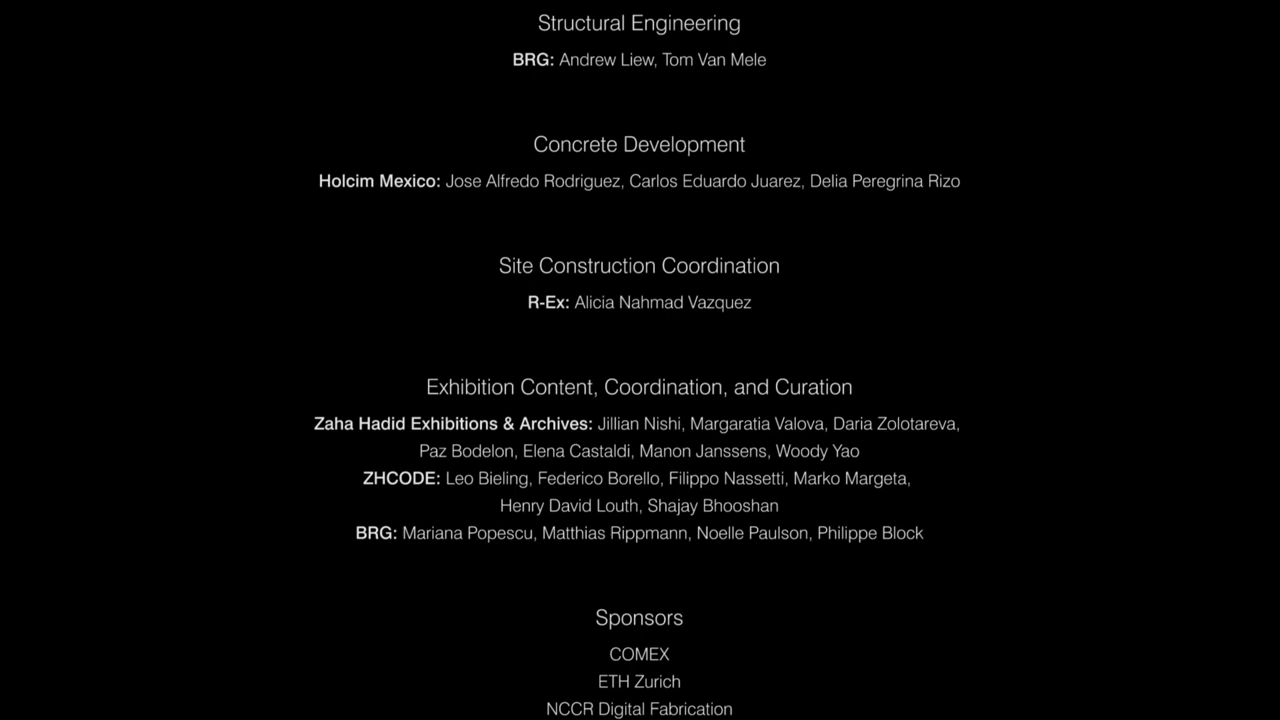 Structural Engineering
BRG: Andrew Liew, Tom Van Mele
Concrete Development
Holcim Mexico: Jose Alfredo Rodriguez, Carlos Eduardo Juarez, Delia Peregrina Rizo
Site Construction Coordination
R-Ex: Alicia Nahmad Vazquez
Exhibition Content, Coordination, and Curation
Zaha Hadid Exhibitions & Archives: Jillian Nishi, Margaratia Valova, Daria Zolotareva,
Paz Bodelon, Elena Castaldi, Manon Janssens, Woody Yao
ZHCODE: Leo Bieling, Federico Borello, Filippo Nassetti, Marko Margeta,
Henry David Louth, Shajay Bhooshan
BRG: Mariana Popescu, Matthias Rippmann, Noelle Paulson, Philippe Block
Sponsors
COMEX
ETH Zurich
NCCR Digital Fabrication